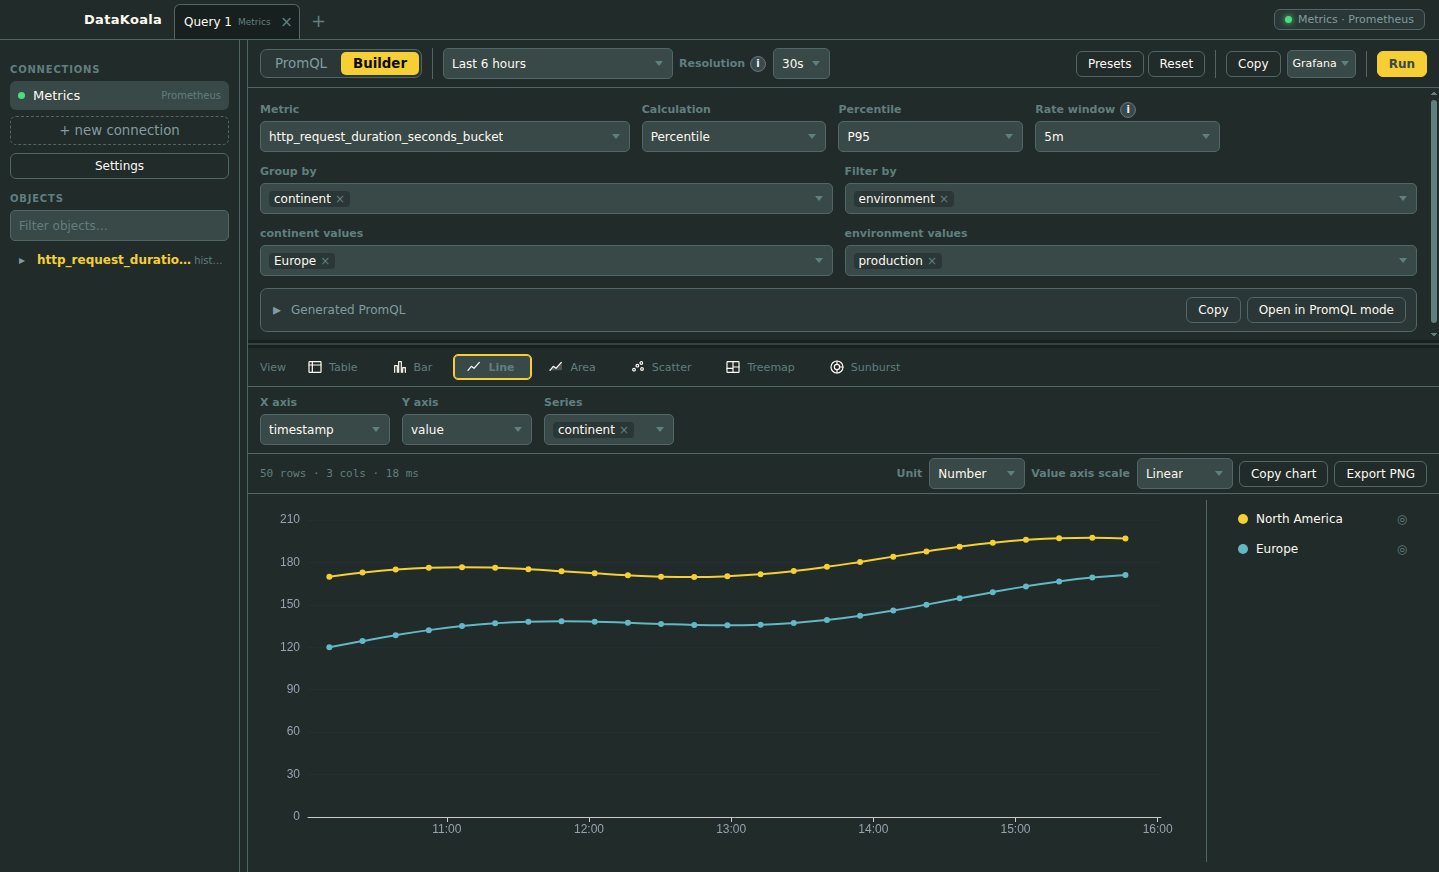 DataKoala
Query 1 Metrics × +
Metrics · Prometheus
CONNECTIONS
Metrics Prometheus
+ new connection
Settings
OBJECTS
Filter objects...
▸ http_request_duratio... hist...
PromQL Builder Last 6 hours Resolution i 30s Presets Reset Copy Grafana Run
Metric Calculation Percentile Rate window i
http_request_duration_seconds_bucket Percentile P95 5m
Group by Filter by
continent × environment ×
continent values environment values
Europe × production ×
▶ Generated PromQL Copy Open in PromQL mode
View Table Bar Line Area Scatter Treemap Sunburst
X axis Y axis Series
timestamp value continent ×
50 rows · 3 cols · 18 ms Unit Number Value axis scale Linear Copy chart Export PNG
210
180
150
120
90
60
30
0
11:00 12:00 13:00 14:00 15:00 16:00
North America
Europe